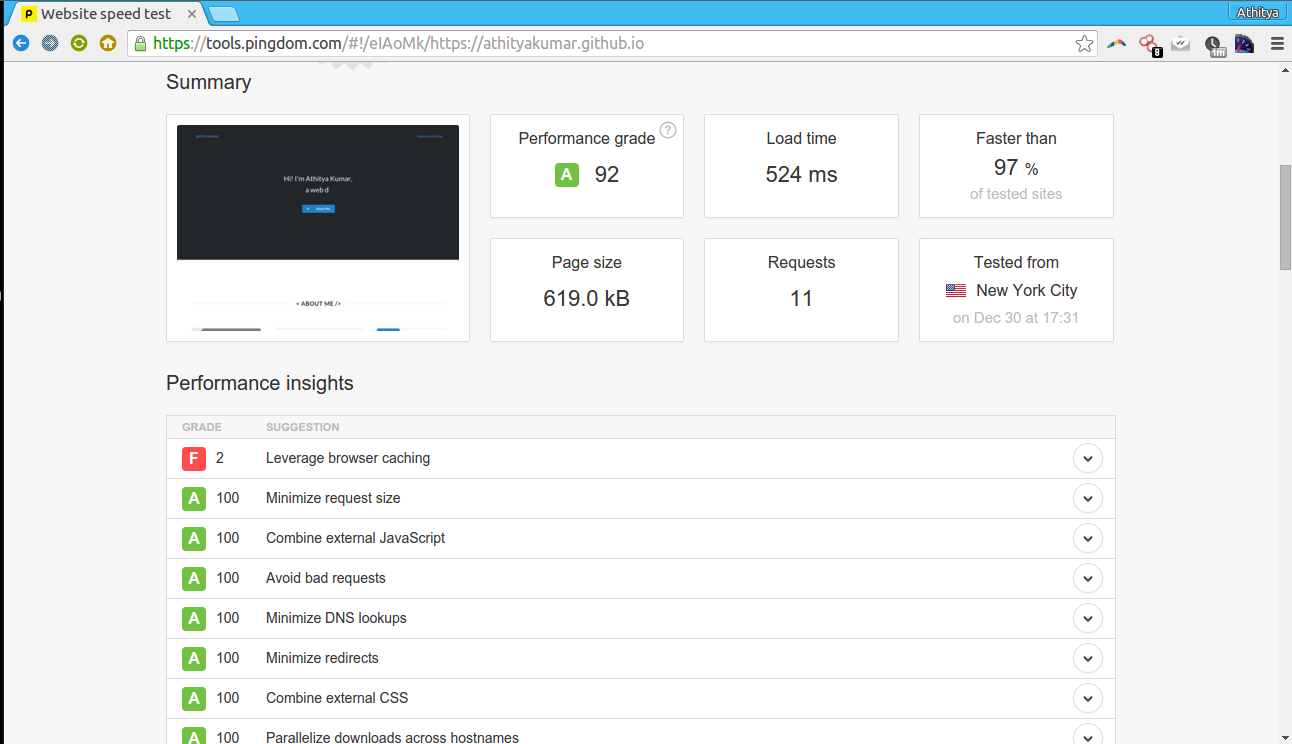 Website speed test
Athitya
https://tools.pingdom.com/#!/eIAoMk/https://athityakumar.github.io
8
1m
Summary
Hi! I'm Athitya Kumar,
a web d
About Me
< ABOUT ME />
Performance grade ?
A 92
Load time
524 ms
Faster than
97 %
of tested sites
Page size
619.0 kB
Requests
11
Tested from
New York City
on Dec 30 at 17:31
Performance insights
GRADE SUGGESTION
F 2 Leverage browser caching
A 100 Minimize request size
A 100 Combine external JavaScript
A 100 Avoid bad requests
A 100 Minimize DNS lookups
A 100 Minimize redirects
A 100 Combine external CSS
A 100 Parallelize downloads across hostnames